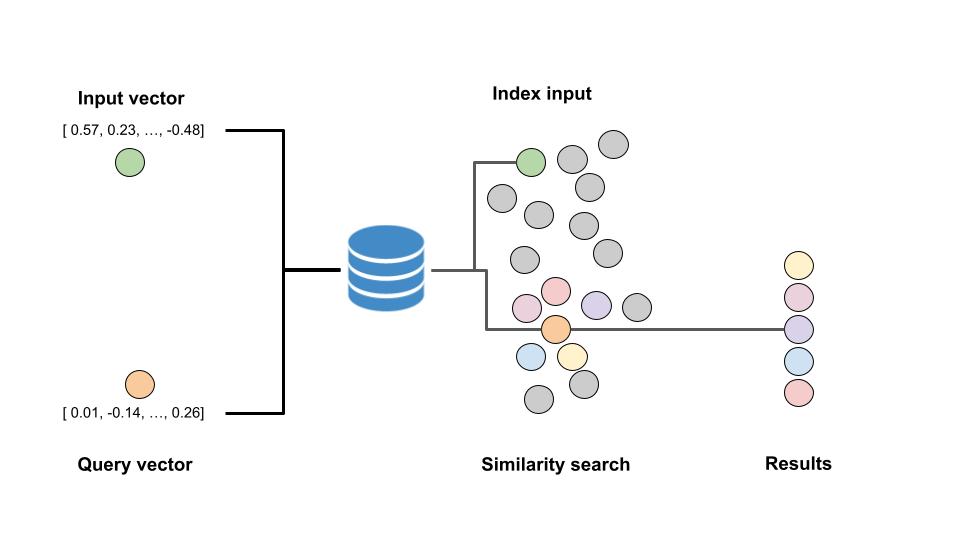 Input vector
[ 0.57, 0.23, …, -0.48]
Index input
[ 0.01, -0.14, …, 0.26]
Query vector
Similarity search
Results